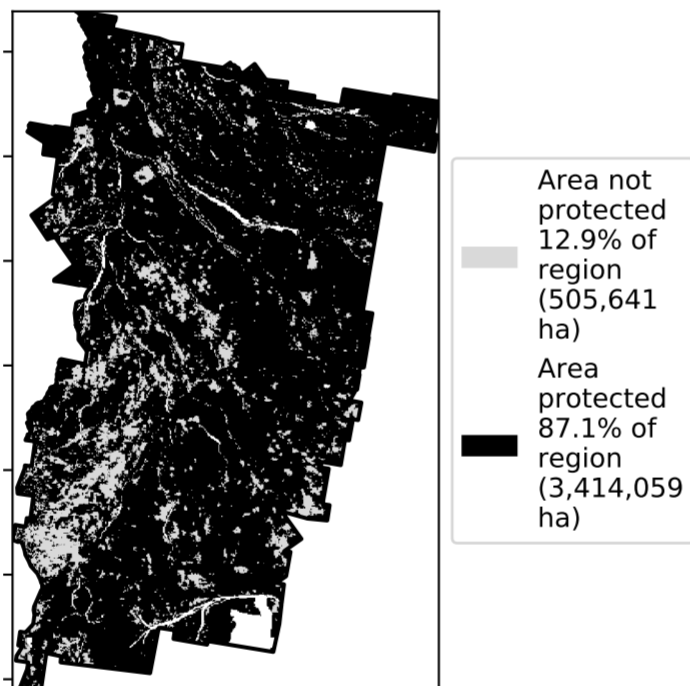 Area not
protected
12.9% of
region
(505,641
ha)
Area
protected
87.1% of
region
(3,414,059
ha)